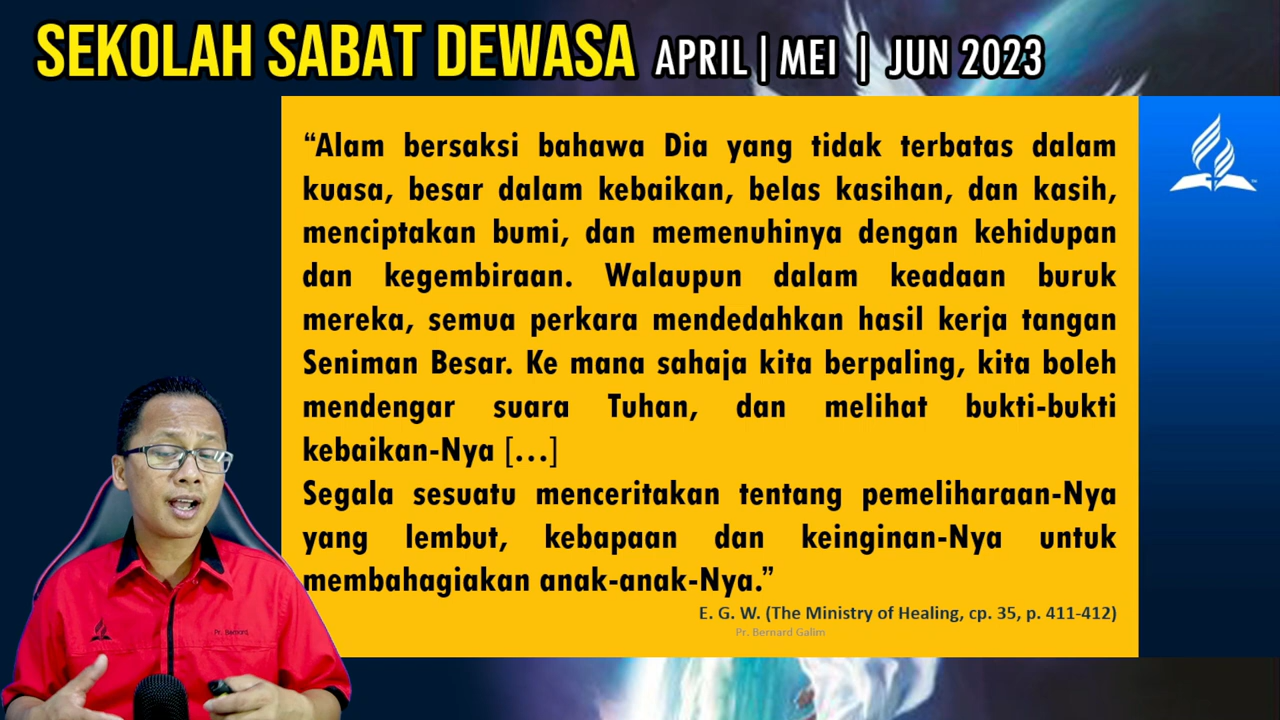 SEKOLAH SABAT DEWASA APRIL | MEI | JUN 2023
“Alam bersaksi bahawa Dia yang tidak terbatas dalam
kuasa, besar dalam kebaikan, belas kasihan, dan kasih,
menciptakan bumi, dan memenuhinya dengan kehidupan
dan kegembiraan. Walaupun dalam keadaan buruk
mereka, semua perkara mendedahkan hasil kerja tangan
Seniman Besar. Ke mana sahaja kita berpaling, kita boleh
mendengar suara Tuhan, dan melihat bukti-bukti
kebaikan-Nya [...]
Segala sesuatu menceritakan tentang pemeliharaan-Nya
yang lembut, kebapaan dan keinginan-Nya untuk
membahagiakan anak-anak-Nya.”
E. G. W. (The Ministry of Healing, cp. 35, p. 411-412)
Pr. Bernard Galim
Pr. Bernard